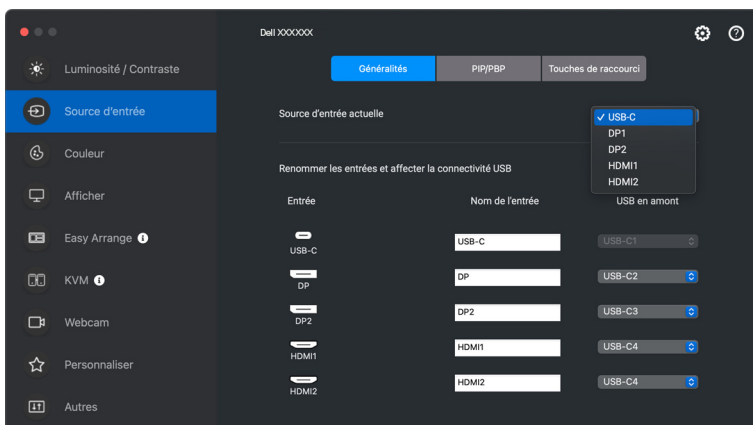 Dell XXXXXX
Luminosité / Contraste
Source d'entrée
Couleur
Afficher
Easy Arrange
KVM
Webcam
Personnaliser
Autres
Généralités PIP/PBP Touches de raccourci
Source d'entrée actuelle
✓ USB-C
DP1
DP2
HDMI1
HDMI2
Renommer les entrées et affecter la connectivité USB
Entrée Nom de l'entrée USB en amont
USB-C USB-C USB-C1
DP DP USB-C2
DP2 DP2 USB-C3
HDMI1 HDMI1 USB-C4
HDMI2 HDMI2 USB-C4